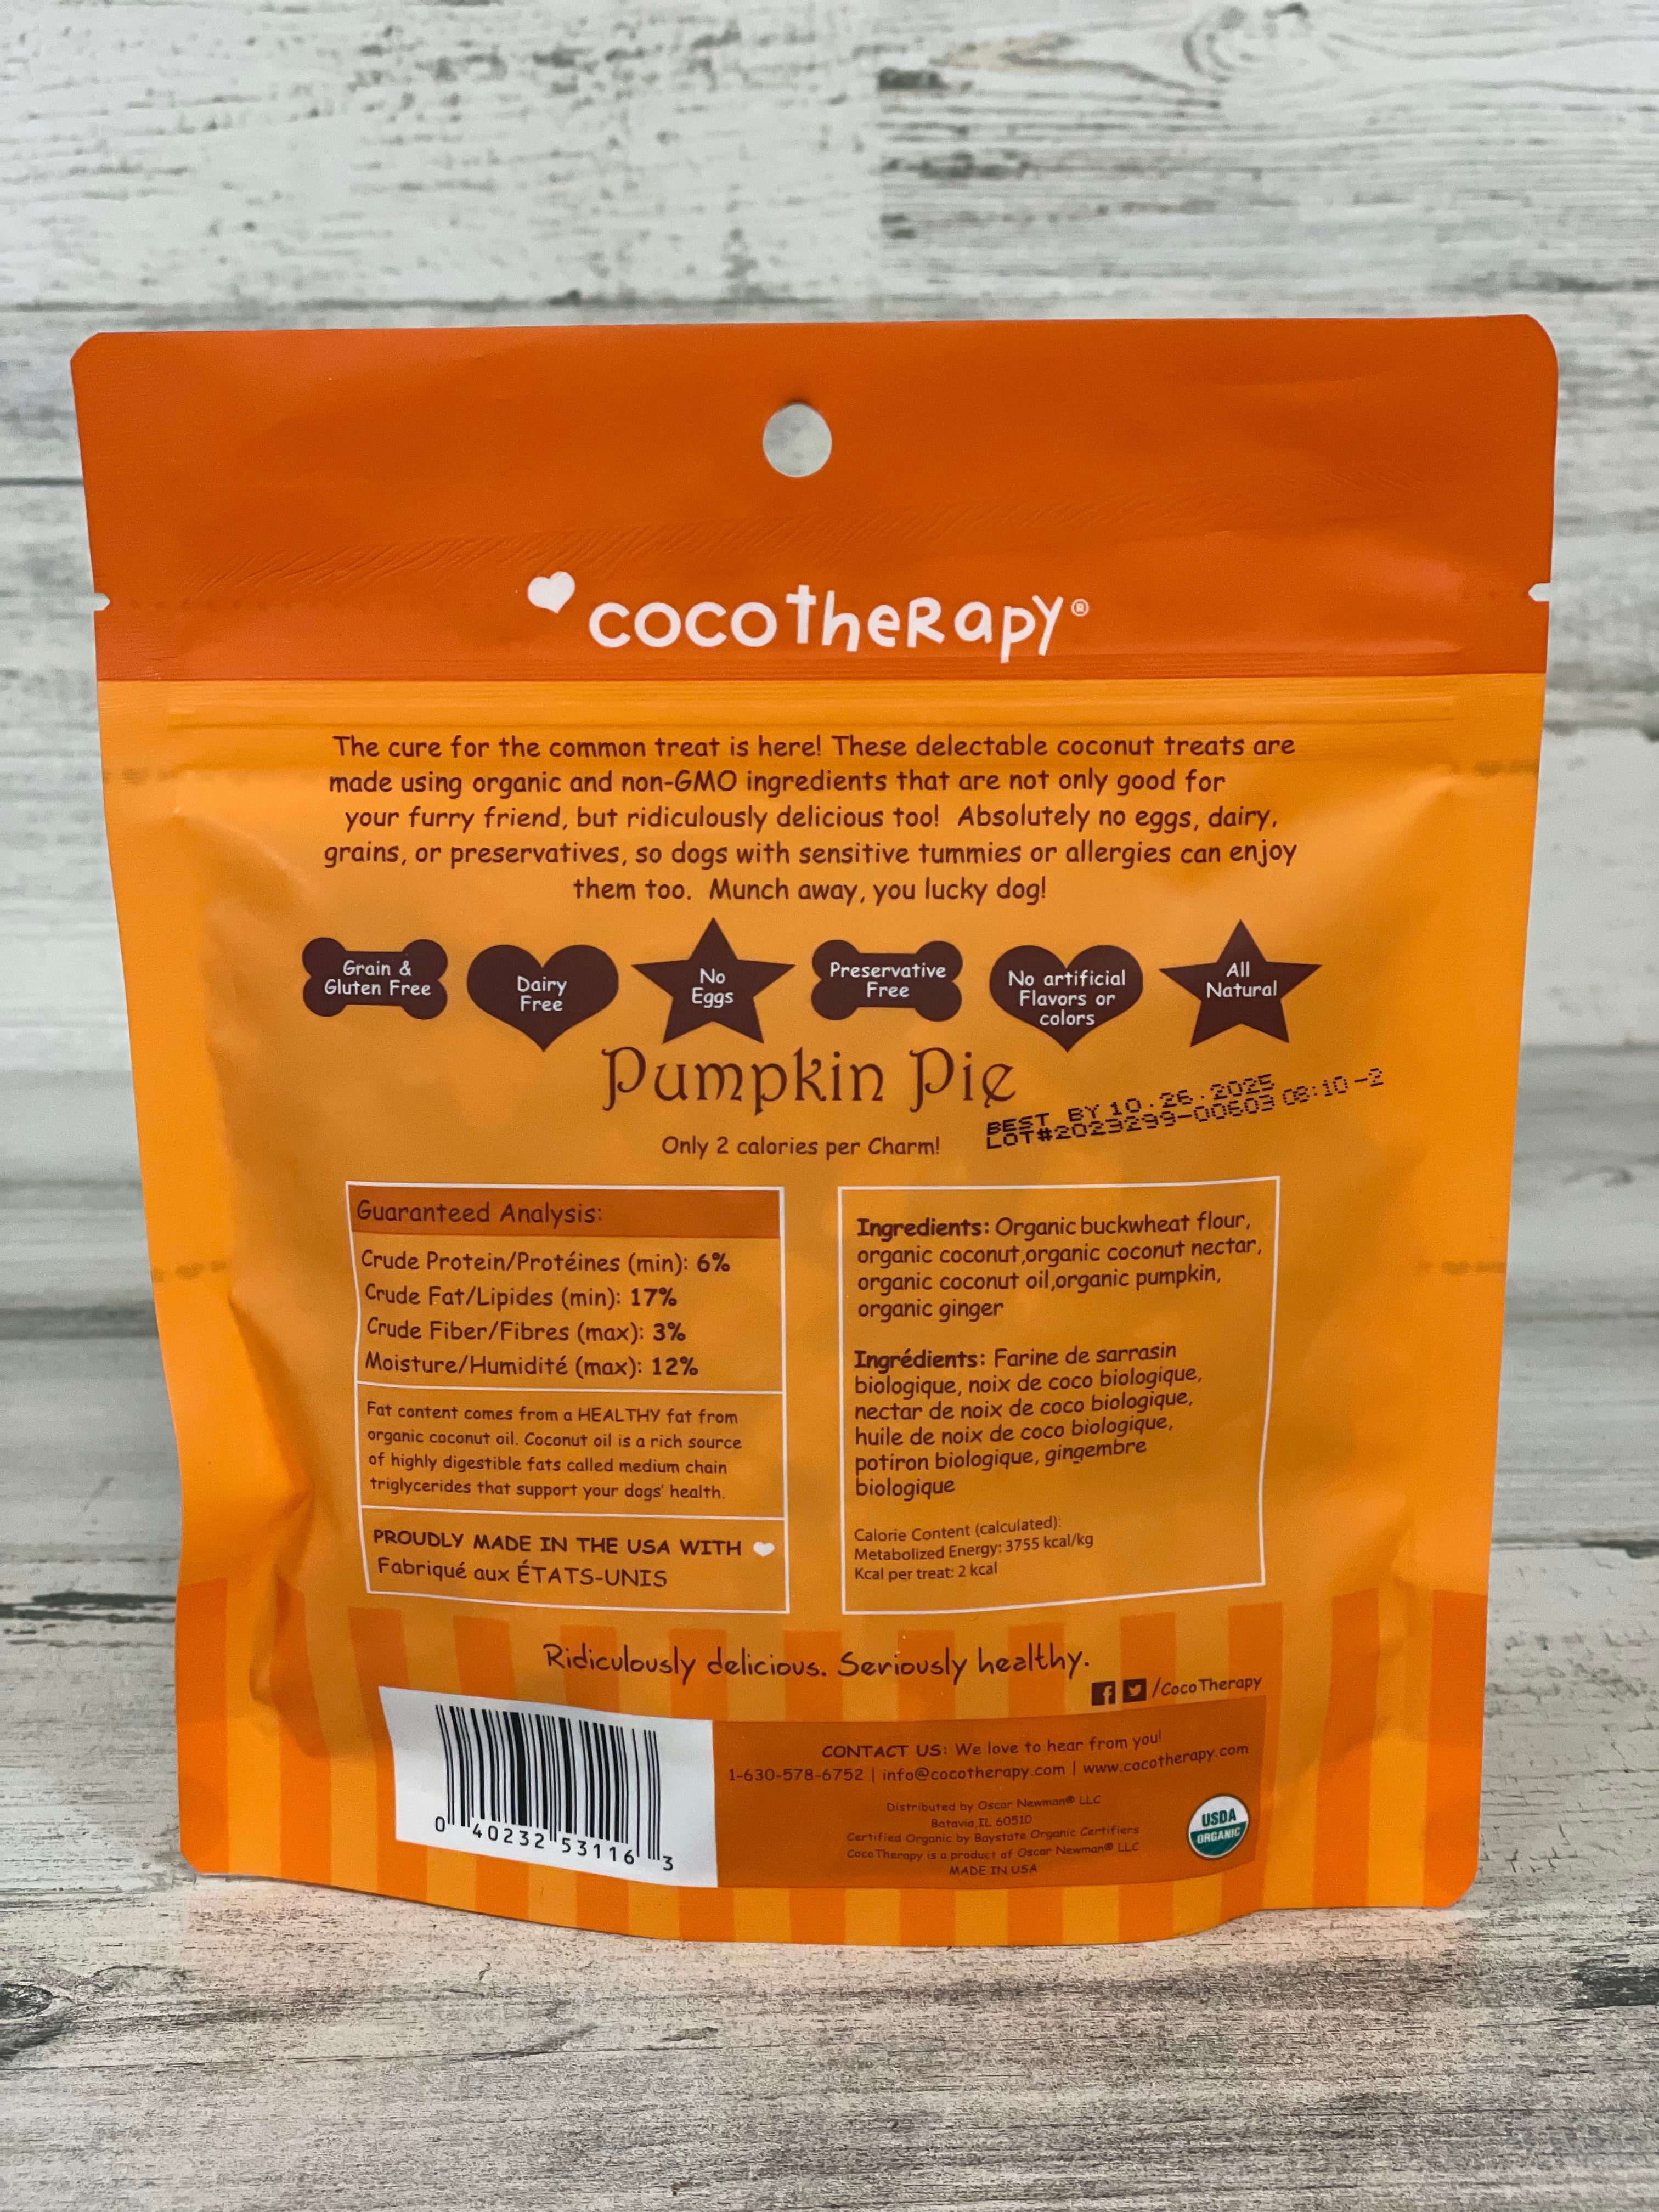 cocotheRapy®
The cure for the common treat is here! These delectable coconut treats are
made using organic and non-GMO ingredients that are not only good for
your furry friend, but ridiculously delicious too! Absolutely no eggs, dairy,
grains, or preservatives, so dogs with sensitive tummies or allergies can enjoy
them too. Munch away, you lucky dog!
Grain &
Gluten Free
Dairy
Free
No
Eggs
Preservative
Free
No artificial
Flavors or
colors
All
Natural
Pumpkin Pie
BEST BY 10.26.2025
LOT#2023299-00603 08:10-2
Only 2 calories per Charm!
Guaranteed Analysis:
Crude Protein/Protéines (min): 6%
Crude Fat/Lipides (min): 17%
Crude Fiber/Fibres (max): 3%
Moisture/Humidité (max): 12%
Fat content comes from a HEALTHY fat from
organic coconut oil. Coconut oil is a rich source
of highly digestible fats called medium chain
triglycerides that support your dogs' health.
PROUDLY MADE IN THE USA WITH
Fabriqué aux ÉTATS-UNIS
Ingredients: Organic buckwheat flour,
organic coconut,organic coconut nectar,
organic coconut oil,organic pumpkin,
organic ginger
Ingrédients: Farine de sarrasin
biologique, noix de coco biologique,
nectar de noix de coco biologique,
huile de noix de coco biologique,
potiron biologique, gingembre
biologique
Calorie Content (calculated):
Metabolized Energy: 3755 kcal/kg
Kcal per treat: 2 kcal
Ridiculously delicious. Seriously healthy.
/CocoTherapy
0 40232 53116 3
CONTACT US: We love to hear from you!
1-630-578-6752 | info@cocotherapy.com | www.cocotherapy.com
Distributed by Oscar Newman® LLC
Batavia,IL 60510
Certified Organic by Baystate Organic Certifiers
CocoTherapy is a product of Oscar Newman® LLC
MADE IN USA
USDA
ORGANIC